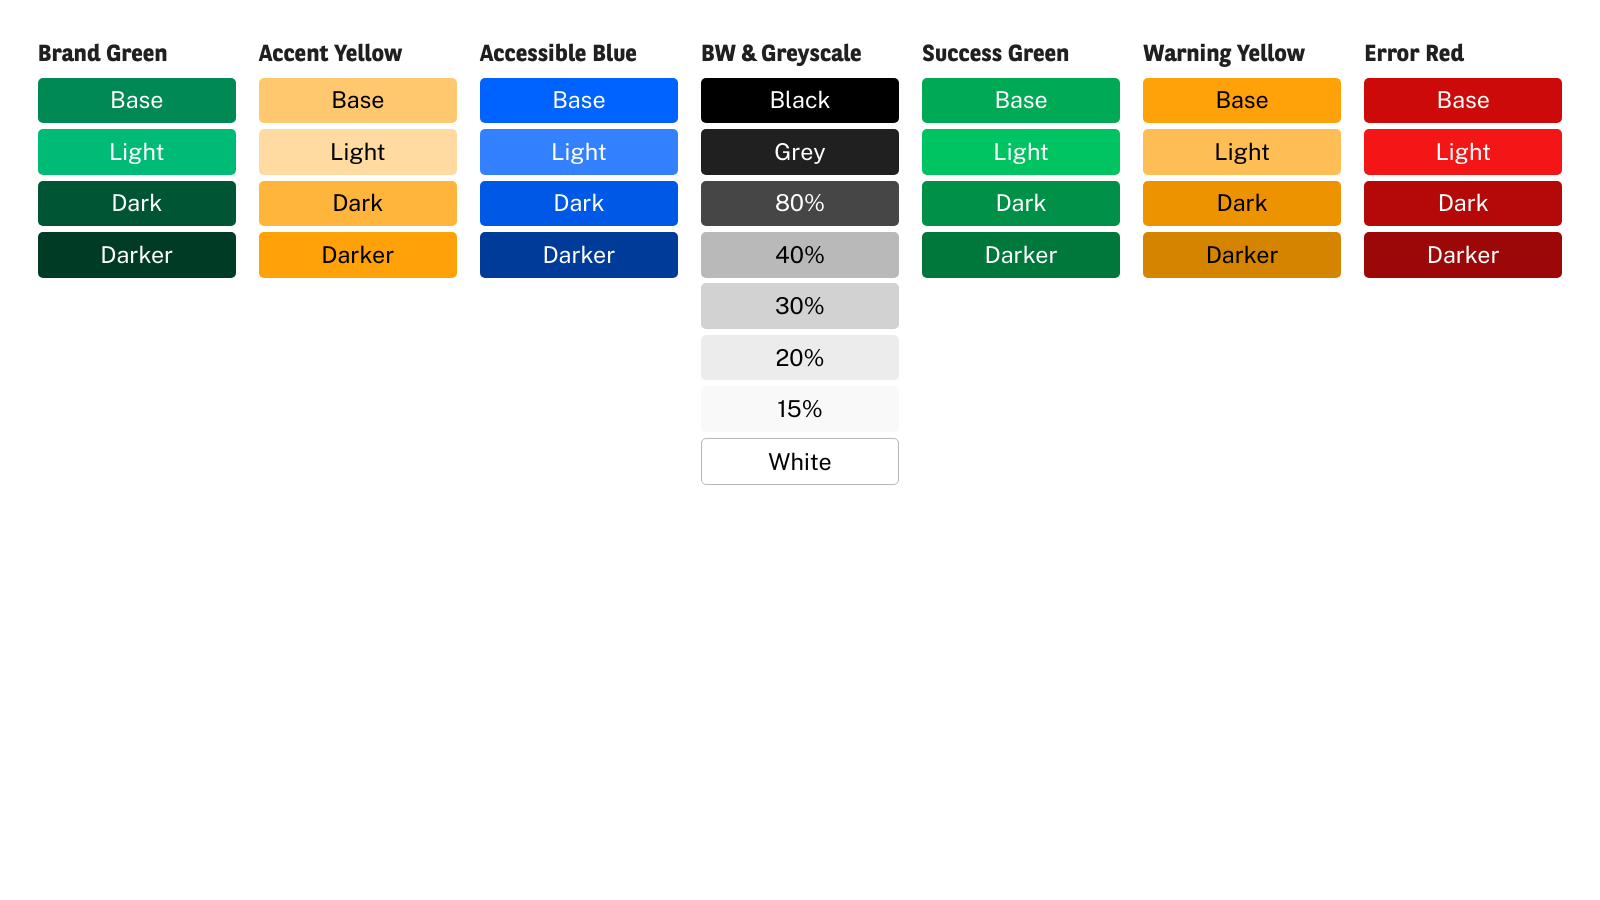 Brand Green
Base
Light
Dark
Darker
Accent Yellow
Base
Light
Dark
Darker
Accessible Blue
Base
Light
Dark
Darker
BW & Greyscale
Black
Grey
80%
40%
30%
20%
15%
White
Success Green
Base
Light
Dark
Darker
Warning Yellow
Base
Light
Dark
Darker
Error Red
Base
Light
Dark
Darker